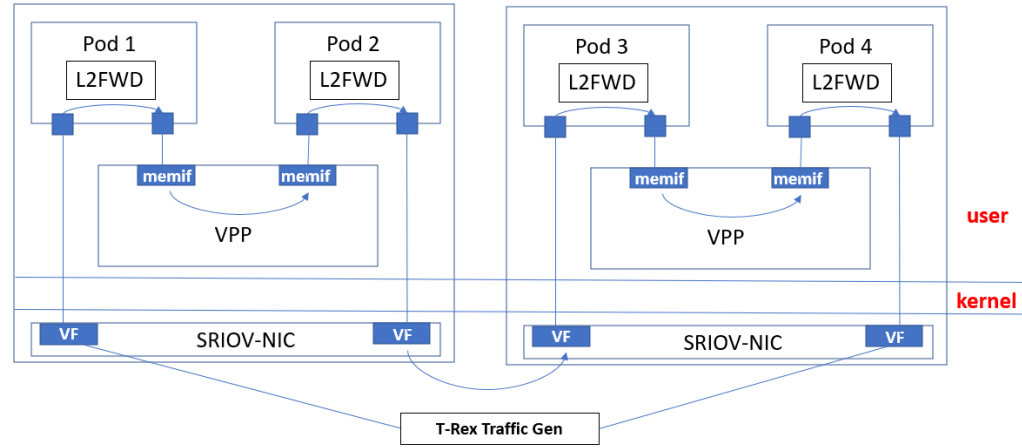 Pod 1
L2FWD
Pod 2
L2FWD
memif
memif
VPP
VF
SRIOV-NIC
VF
Pod 3
L2FWD
Pod 4
L2FWD
memif
memif
VPP
VF
SRIOV-NIC
VF
user
kernel
T-Rex Traffic Gen